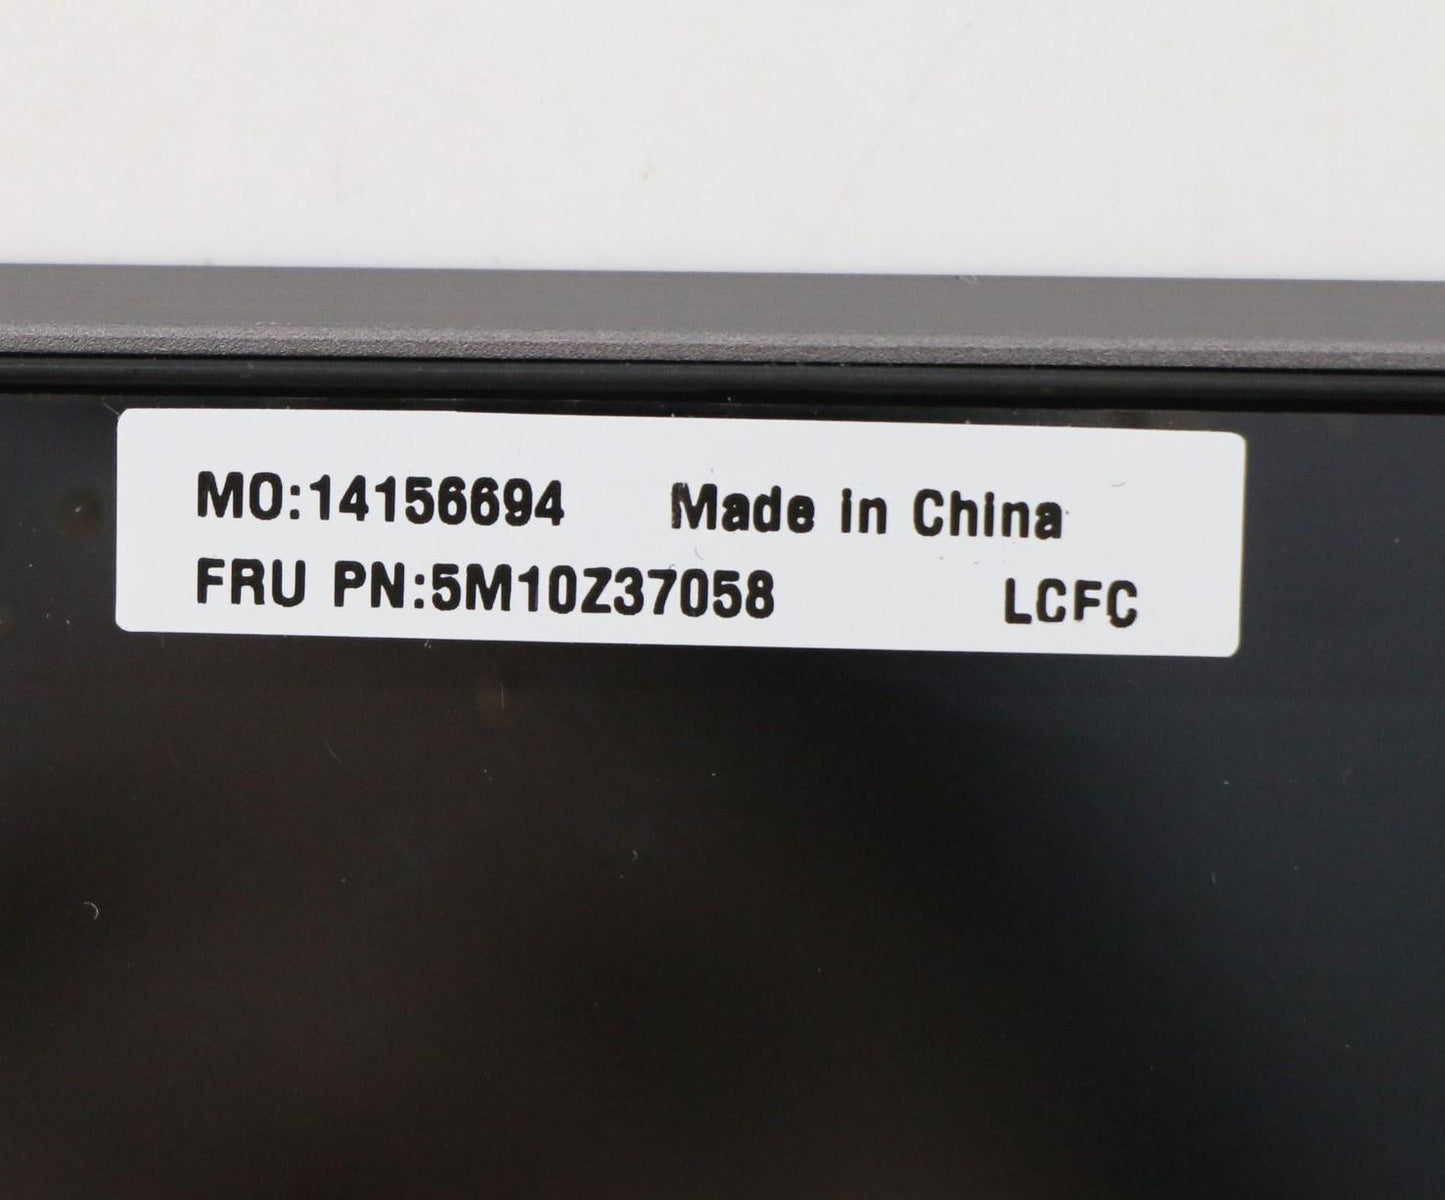 MO:14156694 Made in China
FRU PN:5M10Z37058 LCFC